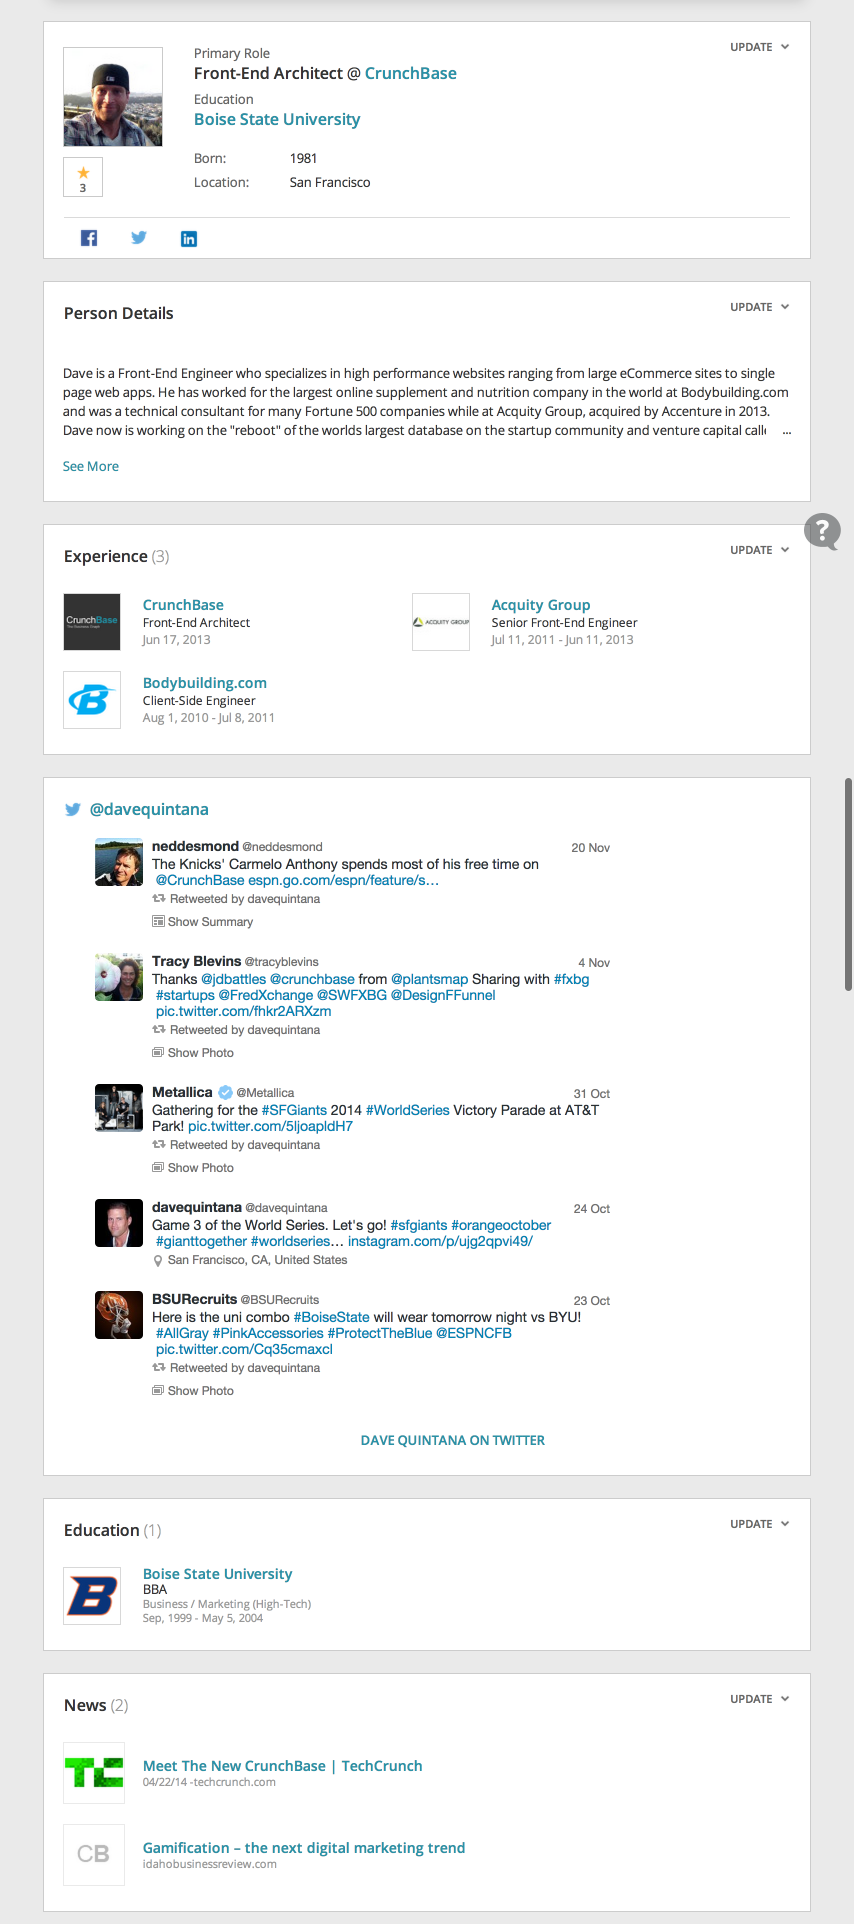 UPDATE
Primary Role
Front-End Architect @ CrunchBase
Education
Boise State University
Born: 1981
Location: San Francisco
3
Person Details
UPDATE
Dave is a Front-End Engineer who specializes in high performance websites ranging from large eCommerce sites to single
page web apps. He has worked for the largest online supplement and nutrition company in the world at Bodybuilding.com
and was a technical consultant for many Fortune 500 companies while at Acquity Group, acquired by Accenture in 2013.
Dave now is working on the "reboot" of the worlds largest database on the startup community and venture capital calle ...
See More
?
Experience (3)
UPDATE
CrunchBase
CrunchBase
Front-End Architect
Jun 17, 2013
ACQUITY GROUP
Acquity Group
Senior Front-End Engineer
Jul 11, 2011 - Jun 11, 2013
B
Bodybuilding.com
Client-Side Engineer
Aug 1, 2010 - Jul 8, 2011
@davequintana
neddesmond @neddesmond 20 Nov
The Knicks' Carmelo Anthony spends most of his free time on
@CrunchBase espn.go.com/espn/feature/s…
Retweeted by davequintana
Show Summary
Tracy Blevins @tracyblevins 4 Nov
Thanks @jdbattles @crunchbase from @plantsmap Sharing with #fxbg
#startups @FredXchange @SWFXBG @DesignFFunnel
pic.twitter.com/fhkr2ARXzm
Retweeted by davequintana
Show Photo
Metallica @Metallica 31 Oct
Gathering for the #SFGiants 2014 #WorldSeries Victory Parade at AT&T
Park! pic.twitter.com/5IjoapldH7
Retweeted by davequintana
Show Photo
davequintana @davequintana 24 Oct
Game 3 of the World Series. Let's go! #sfgiants #orangeoctober
#gianttogether #worldseries… instagram.com/p/ujg2qpvi49/
San Francisco, CA, United States
BSURecruits @BSURecruits 23 Oct
Here is the uni combo #BoiseState will wear tomorrow night vs BYU!
#AllGray #PinkAccessories #ProtectTheBlue @ESPNCFB
pic.twitter.com/Cq35cmaxcl
Retweeted by davequintana
Show Photo
DAVE QUINTANA ON TWITTER
Education (1)
UPDATE
B
Boise State University
BBA
Business / Marketing (High-Tech)
Sep, 1999 - May 5, 2004
News (2)
UPDATE
TC
Meet The New CrunchBase | TechCrunch
04/22/14 -techcrunch.com
CB
Gamification – the next digital marketing trend
idahobusinessreview.com